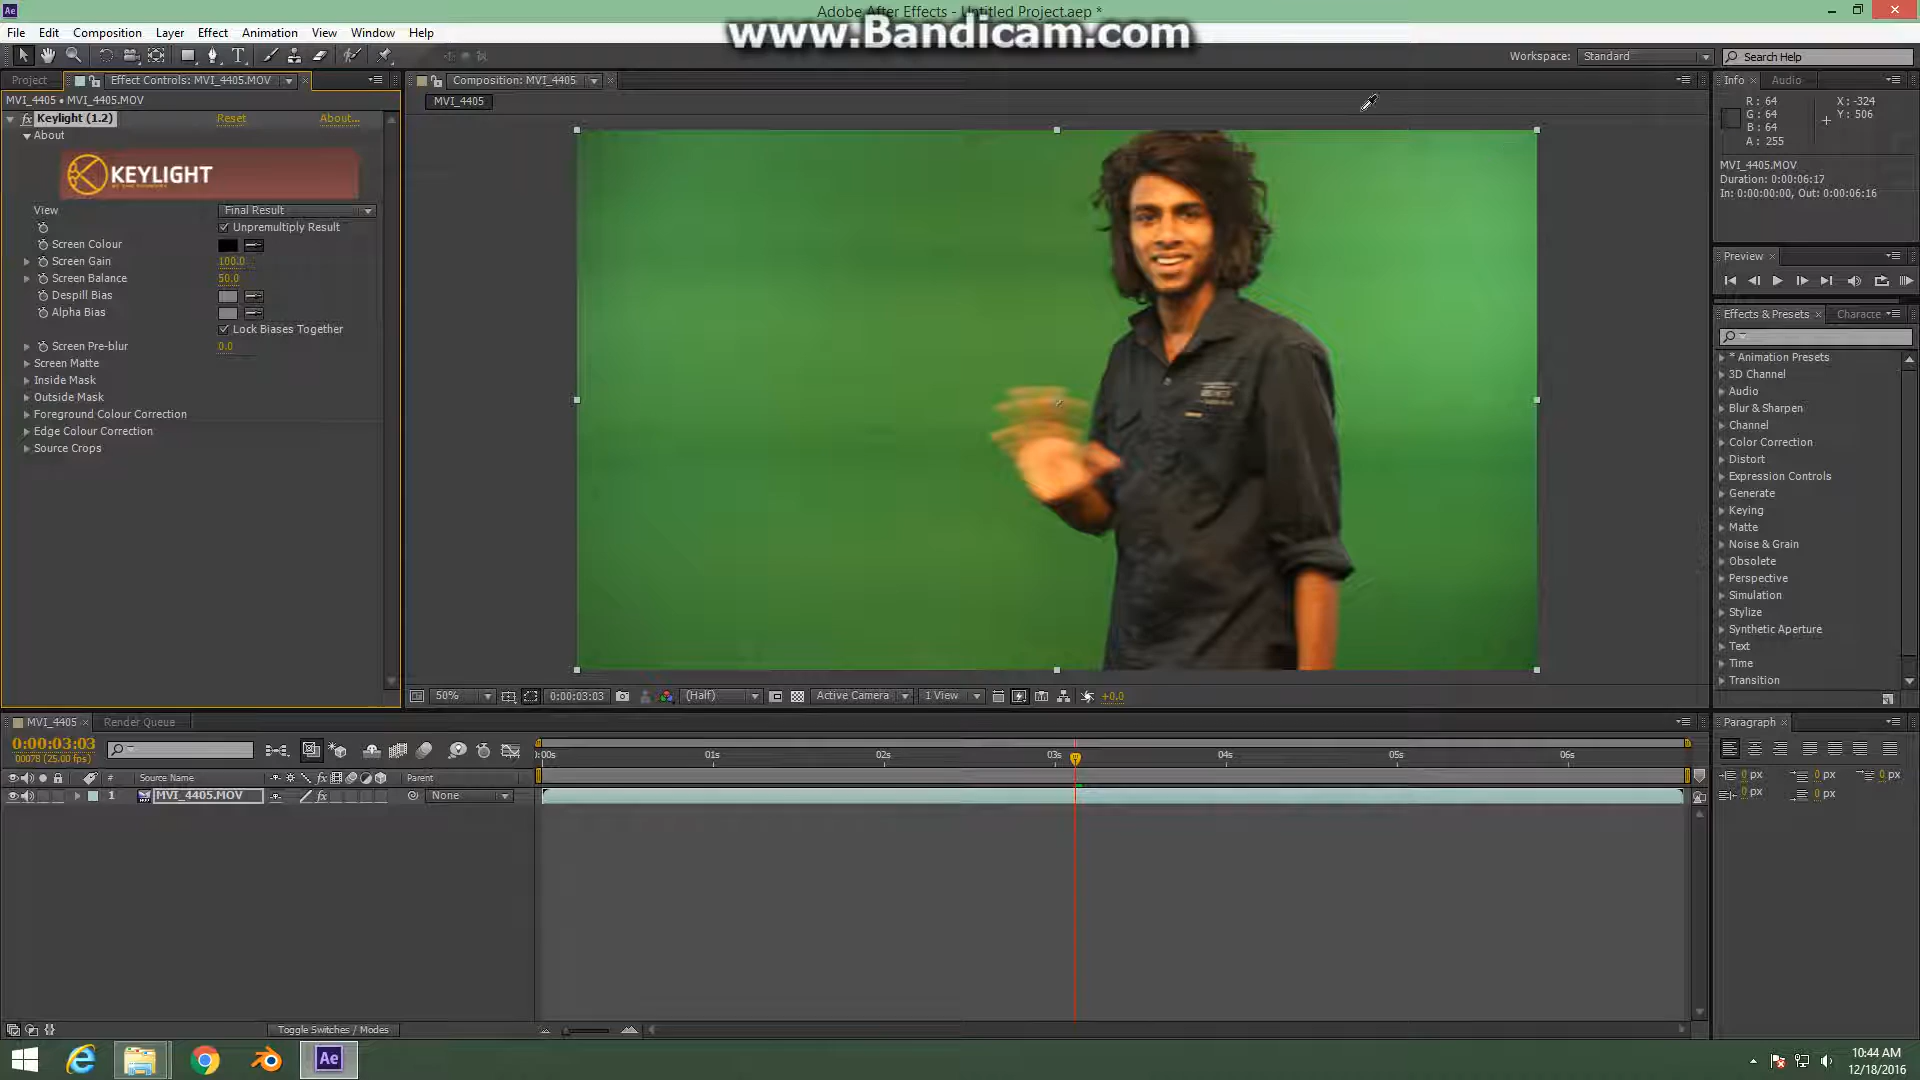 Adobe After Effects - Untitled Project.aep *
www.Bandicam.com
File Edit Composition Layer Effect Animation View Window Help
Workspace: Standard Search Help
Project Effect Controls: MVI_4405.MOV
MVI_4405 • MVI_4405.MOV
Keylight (1.2) Reset About...
About
KEYLIGHT
View Final Result
Unpremultiply Result
Screen Colour
Screen Gain 100.0
Screen Balance 50.0
Despill Bias
Alpha Bias
Lock Biases Together
Screen Pre-blur 0.0
Screen Matte
Inside Mask
Outside Mask
Foreground Colour Correction
Edge Colour Correction
Source Crops
Composition: MVI_4405
MVI_4405
50% 0:00:03:03 (Half) Active Camera 1 View +0.0
Info Audio
R: 64 X: -324
G: 64 Y: 506
B: 64
A: 255
MVI_4405.MOV
Duration: 0:00:06:17
In: 0:00:00:00, Out: 0:00:06:16
Preview
Effects & Presets Characte
* Animation Presets
3D Channel
Audio
Blur & Sharpen
Channel
Color Correction
Distort
Expression Controls
Generate
Keying
Matte
Noise & Grain
Obsolete
Perspective
Simulation
Stylize
Synthetic Aperture
Text
Time
Transition
Paragraph
0 px 0 px 0 px
0 px 0 px
MVI_4405 Render Queue
0:00:03:03
00078 (25.00 fps)
# Source Name Parent
1 MVI_4405.MOV None
:00s 01s 02s 03s 04s 05s 06s
Toggle Switches / Modes
Ae
10:44 AM
12/18/2016